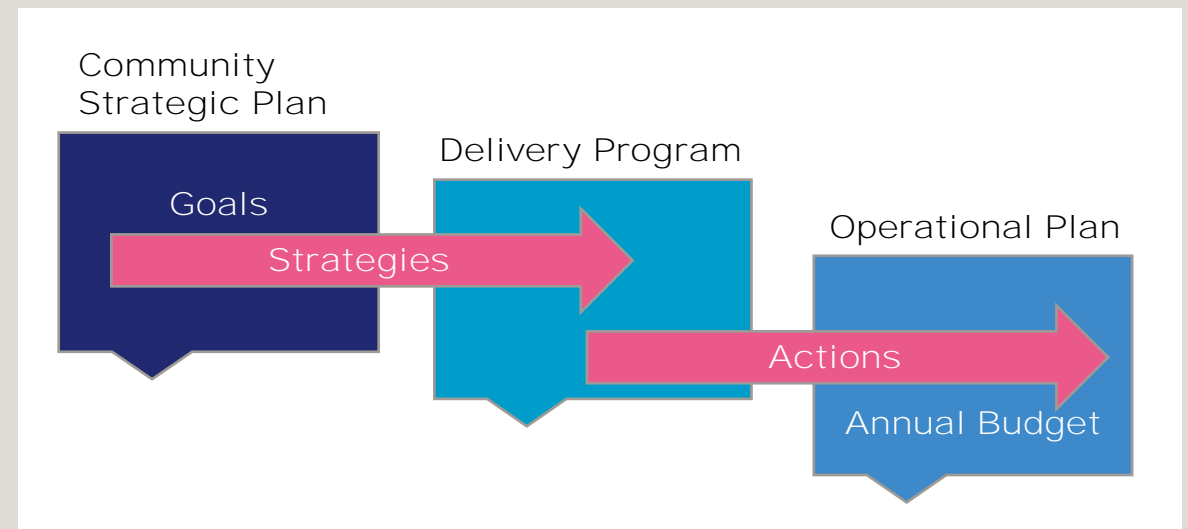 Community
Strategic Plan
Goals
Strategies
Delivery Program
Operational Plan
Actions
Annual Budget